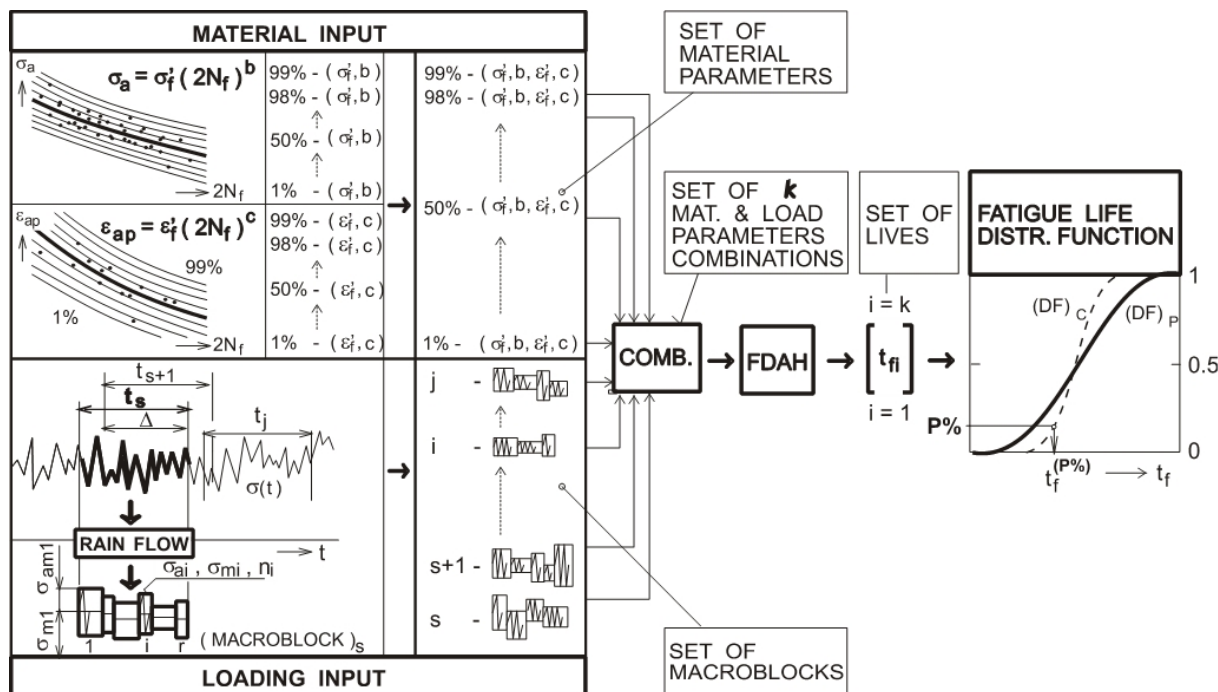 MATERIAL INPUT
σₐ
σₐ = σ'f ( 2Nf )ᵇ
2Nf
99% - ( σ'f, b )
98% - ( σ'f, b )
50% - ( σ'f, b )
1% - ( σ'f, b )
εap
εap = ε'f ( 2Nf )ᶜ
99%
1%
2Nf
99% - ( ε'f, c )
98% - ( ε'f, c )
50% - ( ε'f, c )
1% - ( ε'f, c )
99% - ( σ'f, b, ε'f, c )
98% - ( σ'f, b, ε'f, c )
50% - ( σ'f, b, ε'f, c )
1% - ( σ'f, b, ε'f, c )
ts+1
ts
Δ
tj
σ(t)
RAIN FLOW
t
σam1
σm1
σai , σmi , ni
1
i
r
( MACROBLOCK )s
j -
i -
s+1 -
s -
LOADING INPUT
SET OF
MATERIAL
PARAMETERS
SET OF k
MAT. & LOAD
PARAMETERS
COMBINATIONS
SET OF
LIVES
COMB.
FDAH
i = k
[ tfi ]
i = 1
SET OF
MACROBLOCKS
FATIGUE LIFE
DISTR. FUNCTION
1
(DF) C
(DF) P
0.5
P%
0
tf(P%)
tf